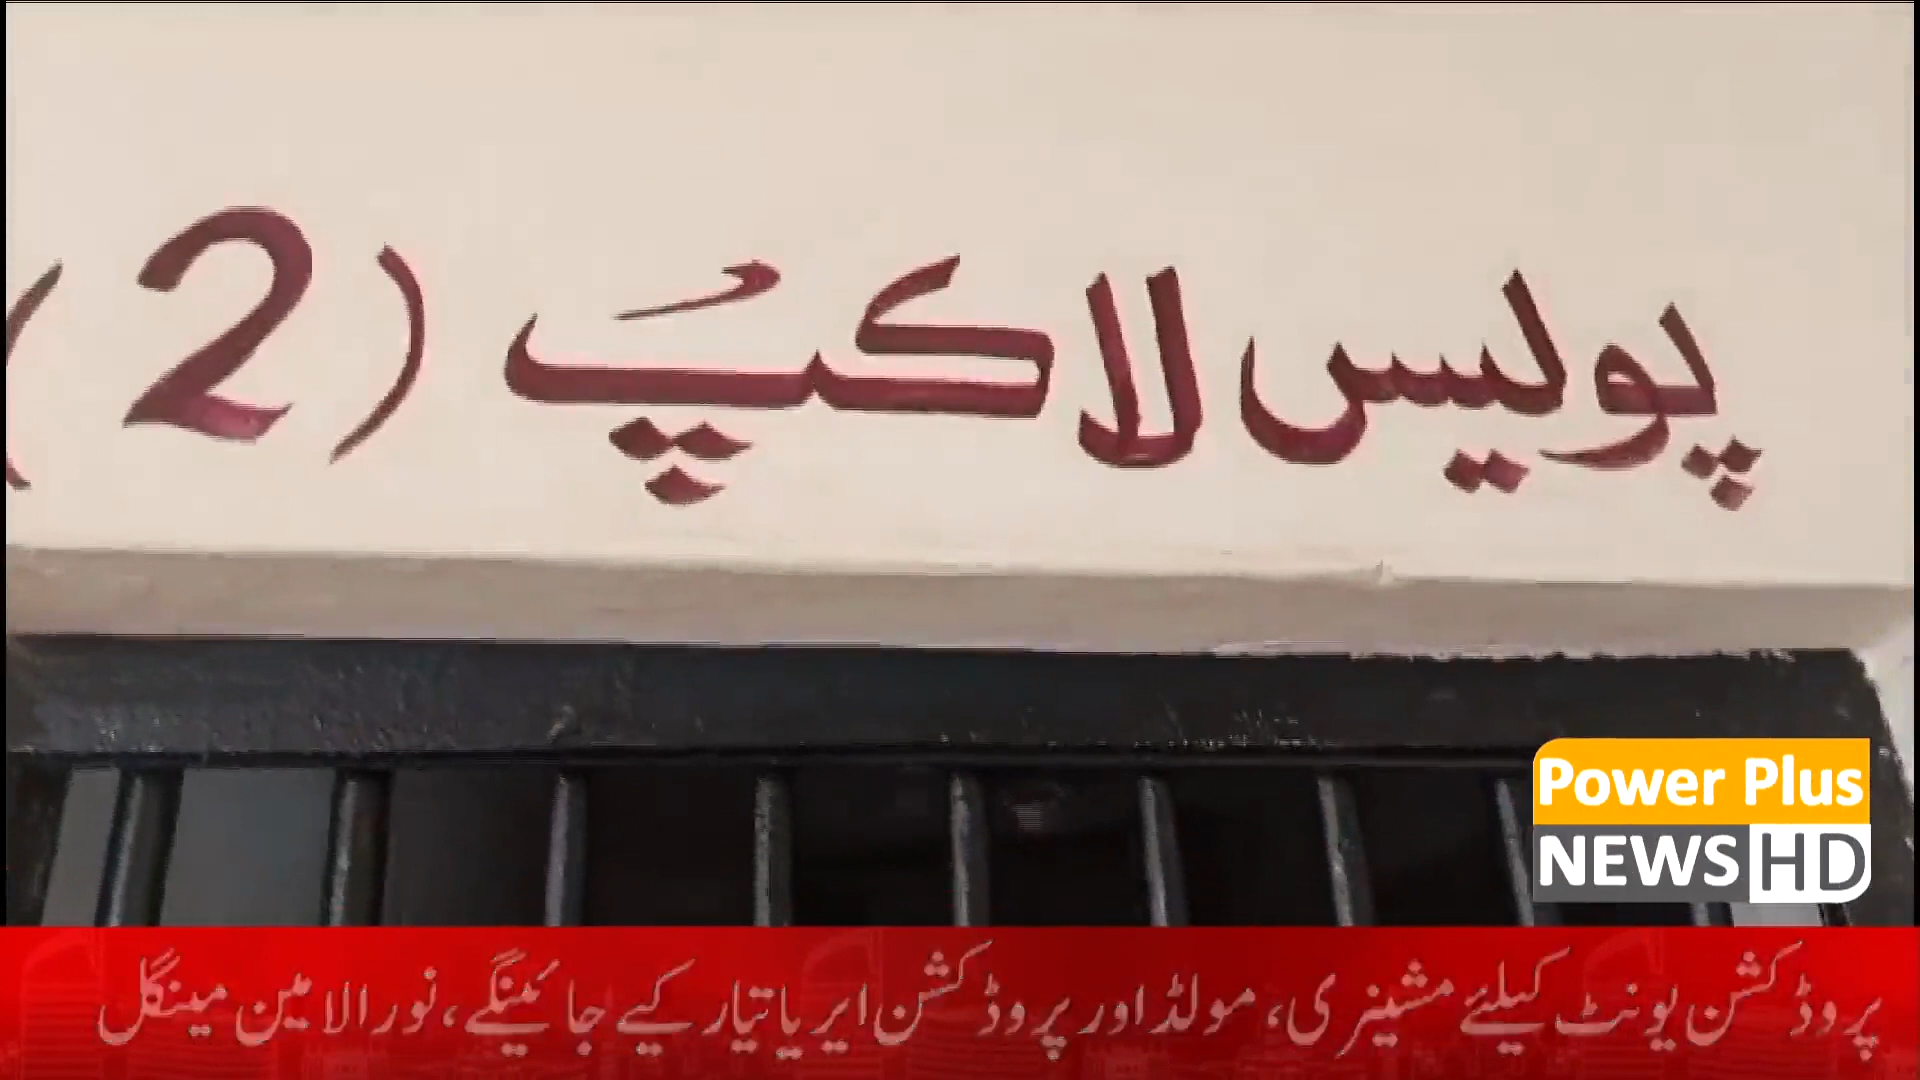 پولیس لاکپُ (2)
Power Plus
NEWS HD
پروڈکشن یونٹ کیلئے مشینری، مولڈ اور پروڈکشن ایریا تیار کیے جائینگے، نور الامین مینگل